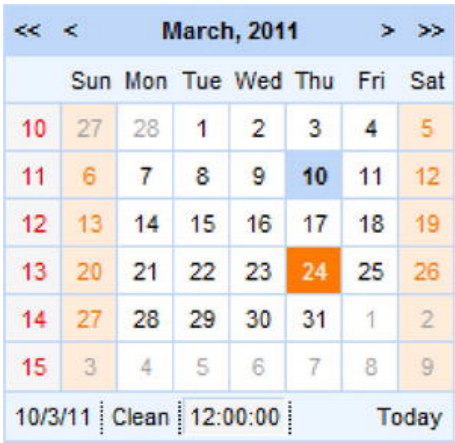 << < March, 2011 > >>
Sun Mon Tue Wed Thu Fri Sat
10 27 28 1 2 3 4 5
11 6 7 8 9 10 11 12
12 13 14 15 16 17 18 19
13 20 21 22 23 24 25 26
14 27 28 29 30 31 1 2
15 3 4 5 6 7 8 9
10/3/11 Clean 12:00:00 Today